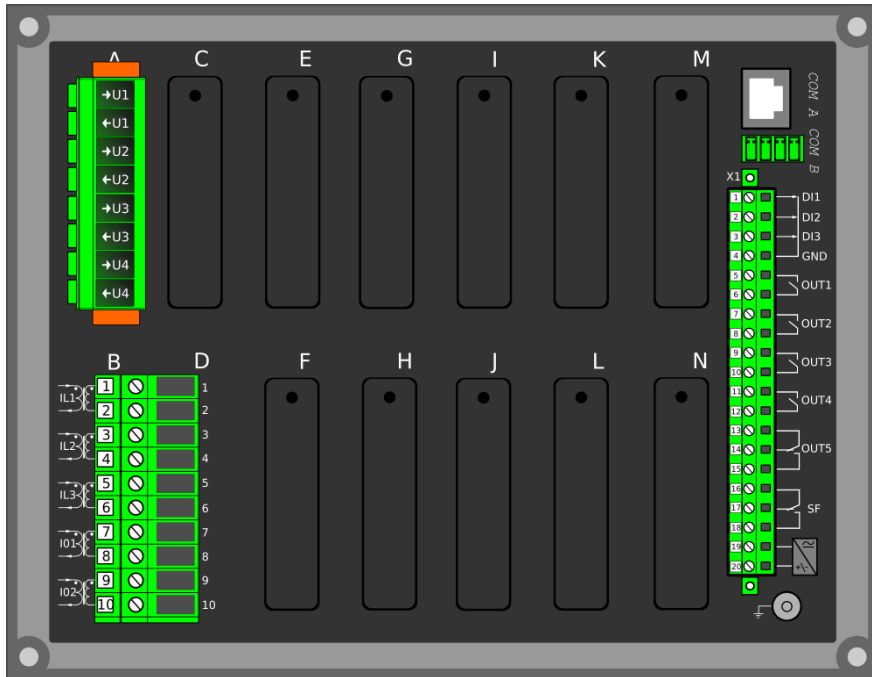 A C E G I K M
→U1
←U1
→U2
←U2
→U3
←U3
→U4
←U4
COM A
COM B
X1
1 DI1
2 DI2
3 DI3
4 GND
5
OUT1
6
7
OUT2
8
9
OUT3
10
11
OUT4
12
13
14 OUT5
15
16
17 SF
18
19
20 +/-
B D F H J L N
IL1
1 1
2 2
IL2
3 3
4 4
IL3
5 5
6 6
I01
7 7
8 8
I02
9 9
10 10